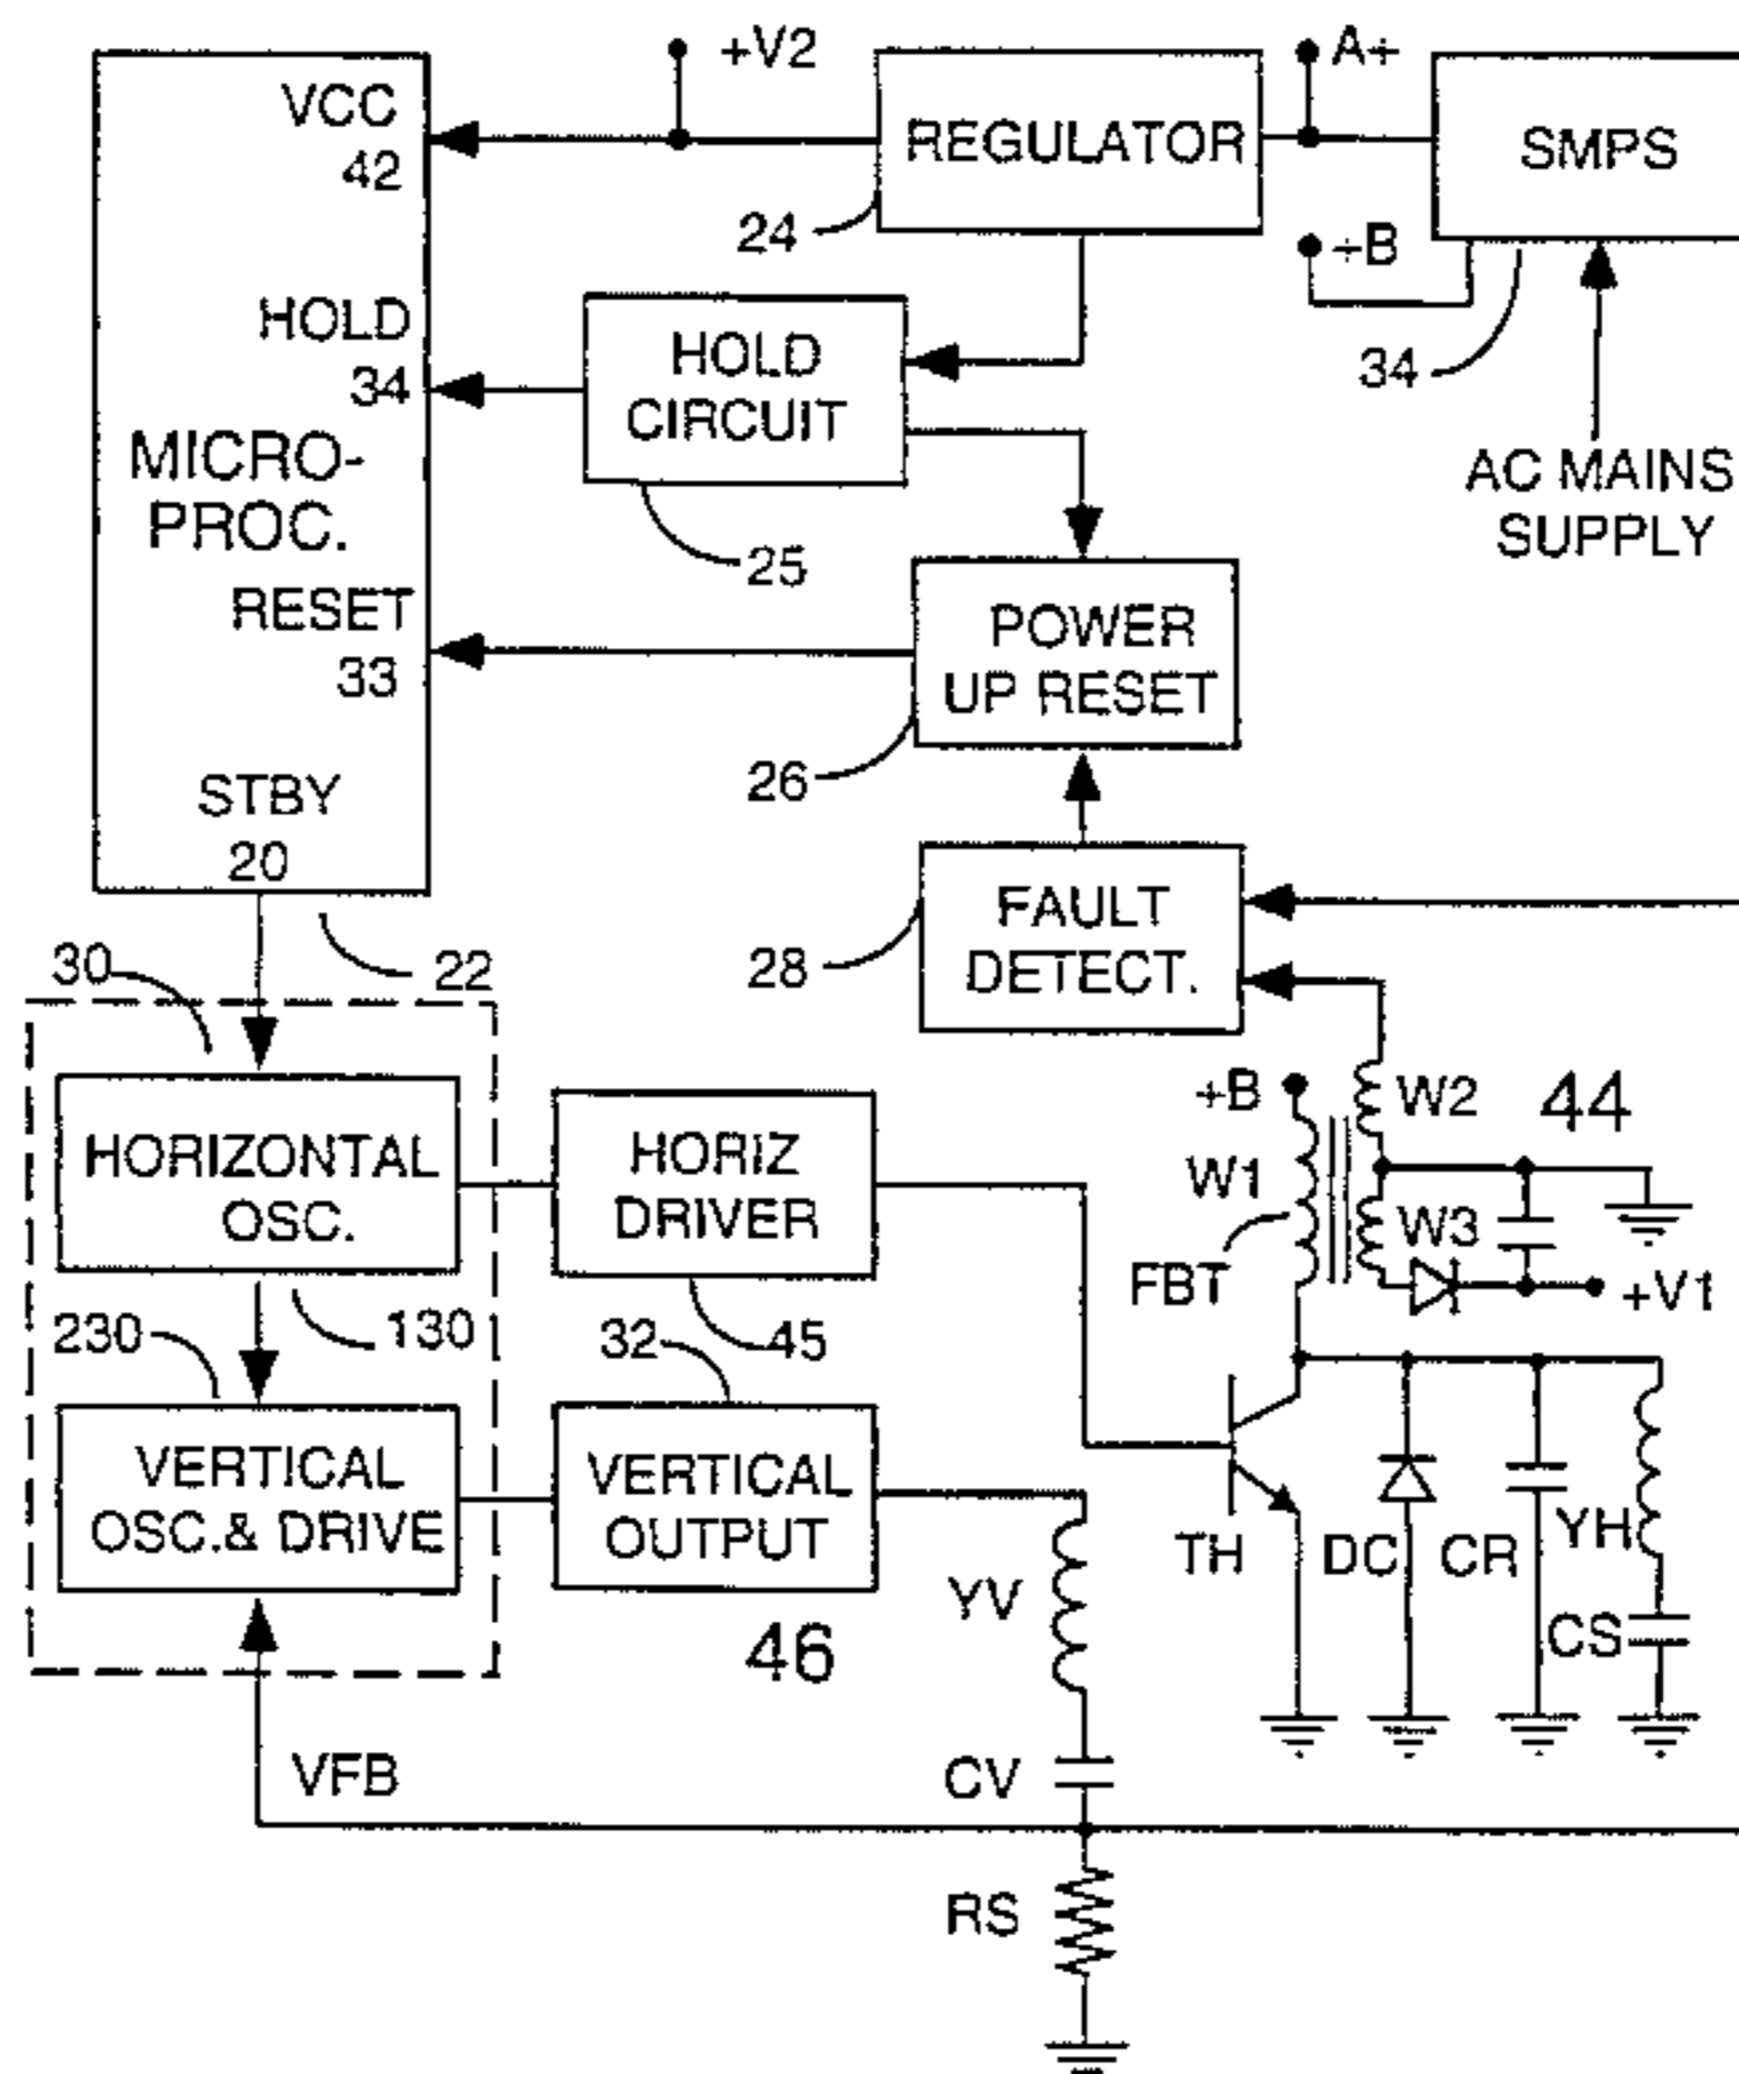 +V2
A+
VCC
42
REGULATOR
SMPS
24
+B
HOLD
34
HOLD
CIRCUIT
34
MICRO-
PROC.
AC MAINS
SUPPLY
25
RESET
33
POWER
UP RESET
26
STBY
20
FAULT
DETECT.
28
30
22
+B
W2
44
HORIZONTAL
OSC.
HORIZ
DRIVER
W1
W3
FBT
+V1
230
130
32
45
VERTICAL
OSC.& DRIVE
VERTICAL
OUTPUT
TH
DC
CR
YH
YV
CS
46
VFB
CV
RS